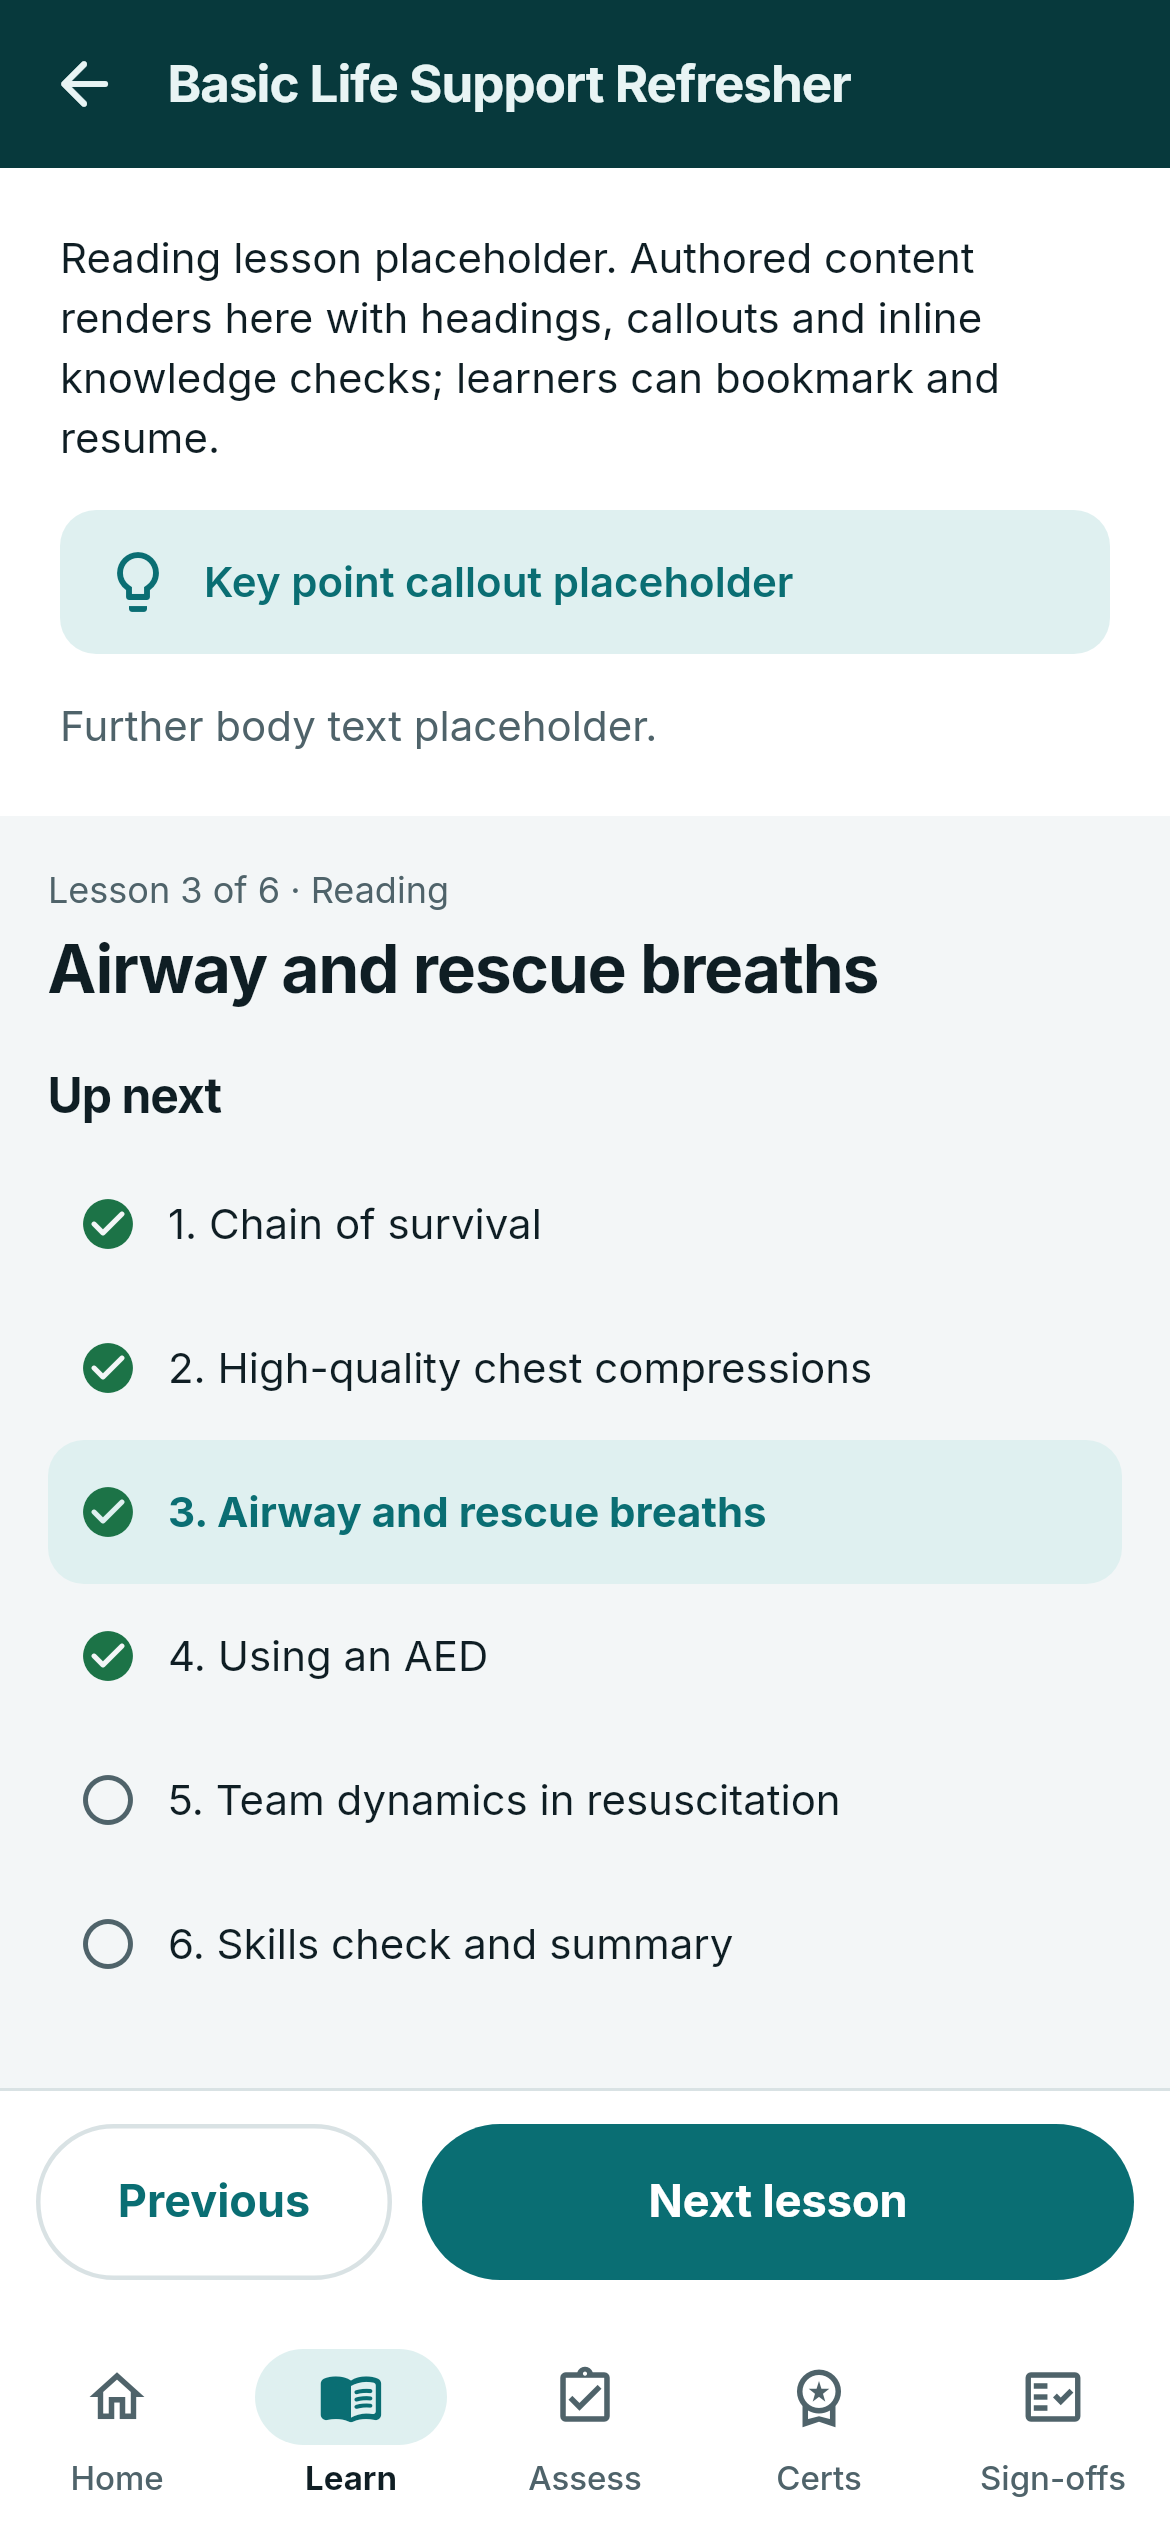 Basic Life Support Refresher
Reading lesson placeholder. Authored content
renders here with headings, callouts and inline
knowledge checks; learners can bookmark and
resume.
Key point callout placeholder
Further body text placeholder.
Lesson 3 of 6 · Reading
Airway and rescue breaths
Up next
1. Chain of survival
2. High-quality chest compressions
3. Airway and rescue breaths
4. Using an AED
5. Team dynamics in resuscitation
6. Skills check and summary
Previous
Next lesson
Home
Learn
Assess
Certs
Sign-offs